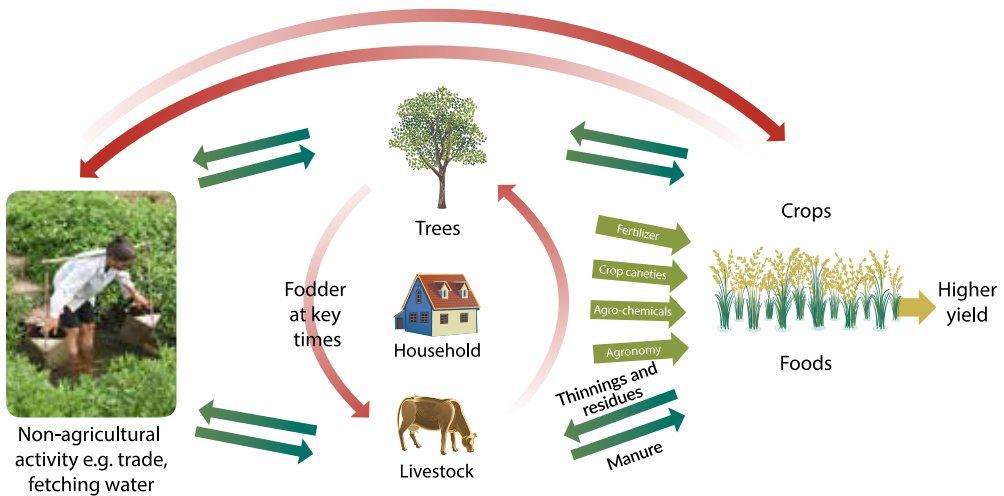 Trees
Crops
Fertilizer
Crop carieties
Agro-chemicals
Agronomy
Fodder
at key
times
Household
Higher
yield
Foods
Thinnings and
residues
Manure
Livestock
Non-agricultural
activity e.g. trade,
fetching water